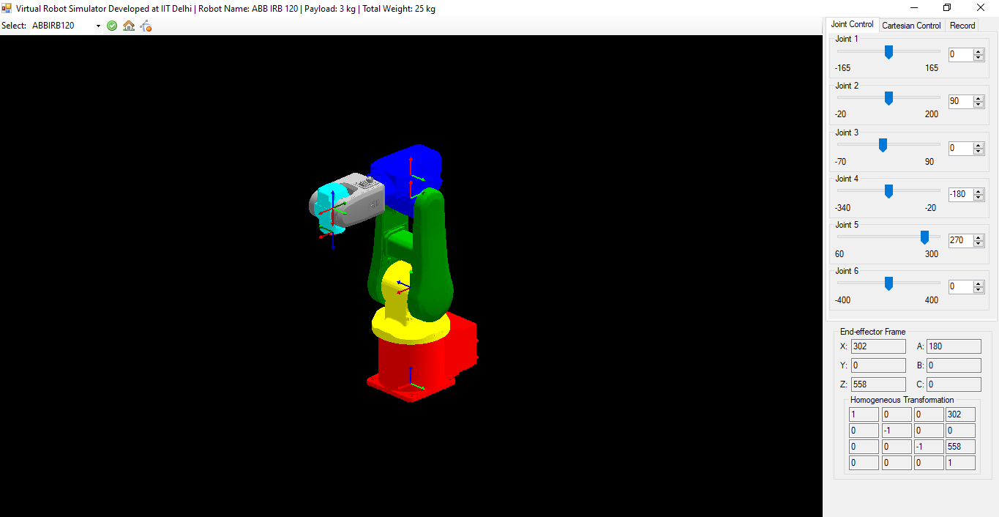 Virtual Robot Simulator Developed at IIT Delhi | Robot Name: ABB IRB 120 | Payload: 3 kg | Total Weight: 25 kg
Select: ABBIRB120
Joint Control Cartesian Control Record
Joint 1
0
-165 165
Joint 2
90
-20 200
Joint 3
0
-70 90
Joint 4
-180
-340 -20
Joint 5
270
60 300
Joint 6
0
-400 400
End-effector Frame
X: 302 A: 180
Y: 0 B: 0
Z: 558 C: 0
Homogeneous Transformation
1 0 0 302
0 -1 0 0
0 0 -1 558
0 0 0 1